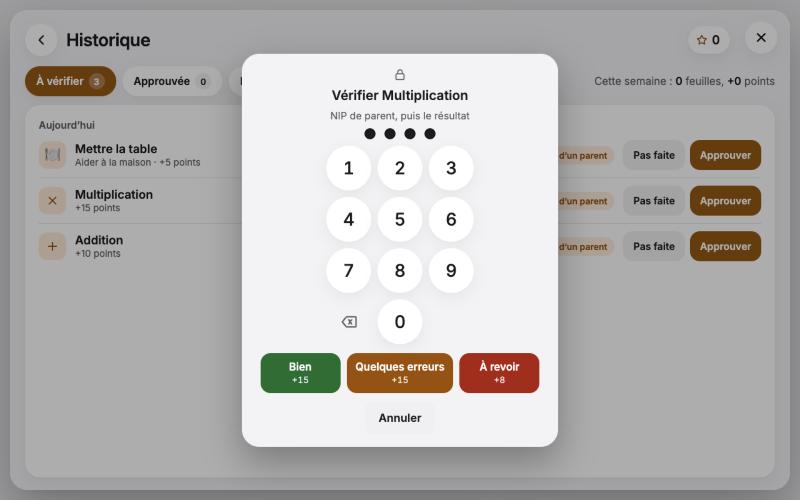 Historique
0
À vérifier 3
Approuvée 0
Cette semaine : 0 feuilles, +0 points
Aujourd'hui
Mettre la table
Aider à la maison · +5 points
d'un parent
Pas faite
Approuver
Multiplication
+15 points
d'un parent
Pas faite
Approuver
Addition
+10 points
d'un parent
Pas faite
Approuver
Vérifier Multiplication
NIP de parent, puis le résultat
1 2 3
4 5 6
7 8 9
0
Bien
+15
Quelques erreurs
+15
À revoir
+8
Annuler